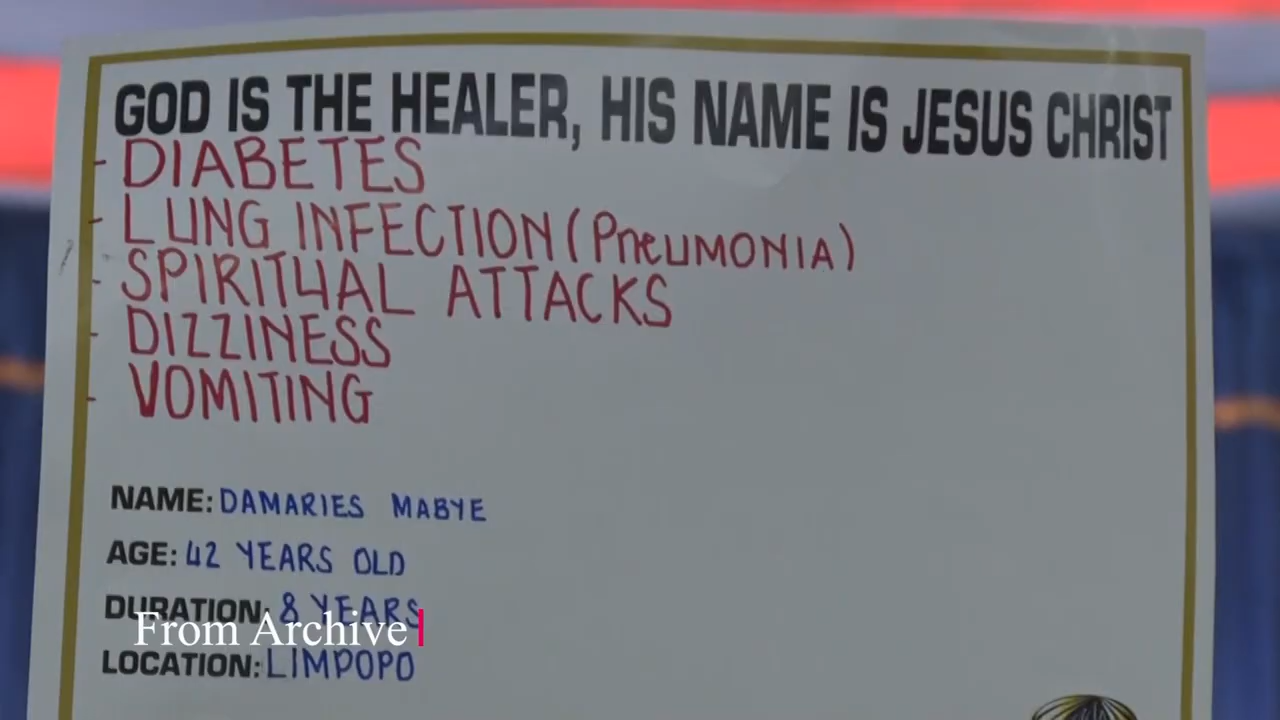 GOD IS THE HEALER, HIS NAME IS JESUS CHRIST
- DIABETES
- LUNG INFECTION (PNEUMONIA)
- SPIRITUAL ATTACKS
- DIZZINESS
- VOMITING
NAME: DAMARIES MABYE
AGE: 42 YEARS OLD
DURATION: 8 YEARS
From Archive
LOCATION: LIMPOPO